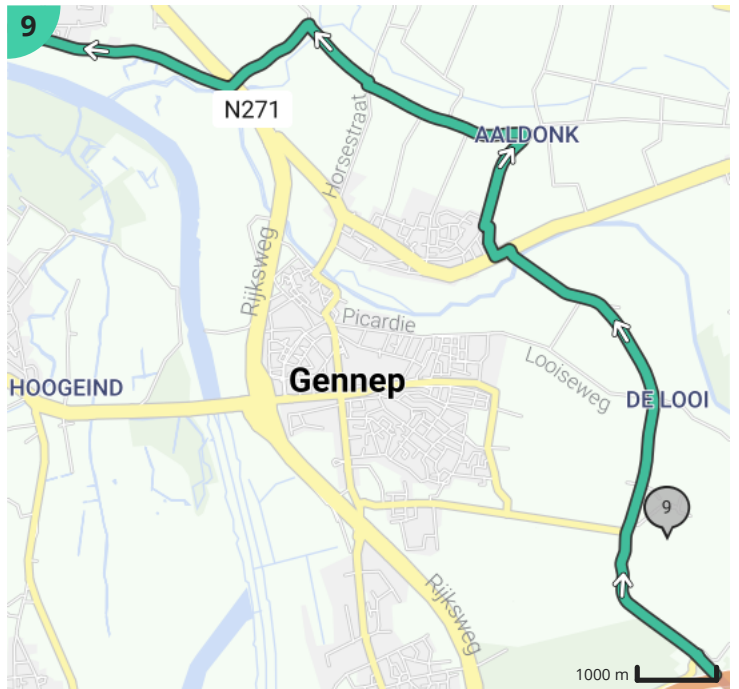 9
N271
AALDONK
Horsestraat
Rijksweg
Picardie
Looiseweg
HOOGEIND
Gennep
DE LOOI
9
Rijksweg
1000 m